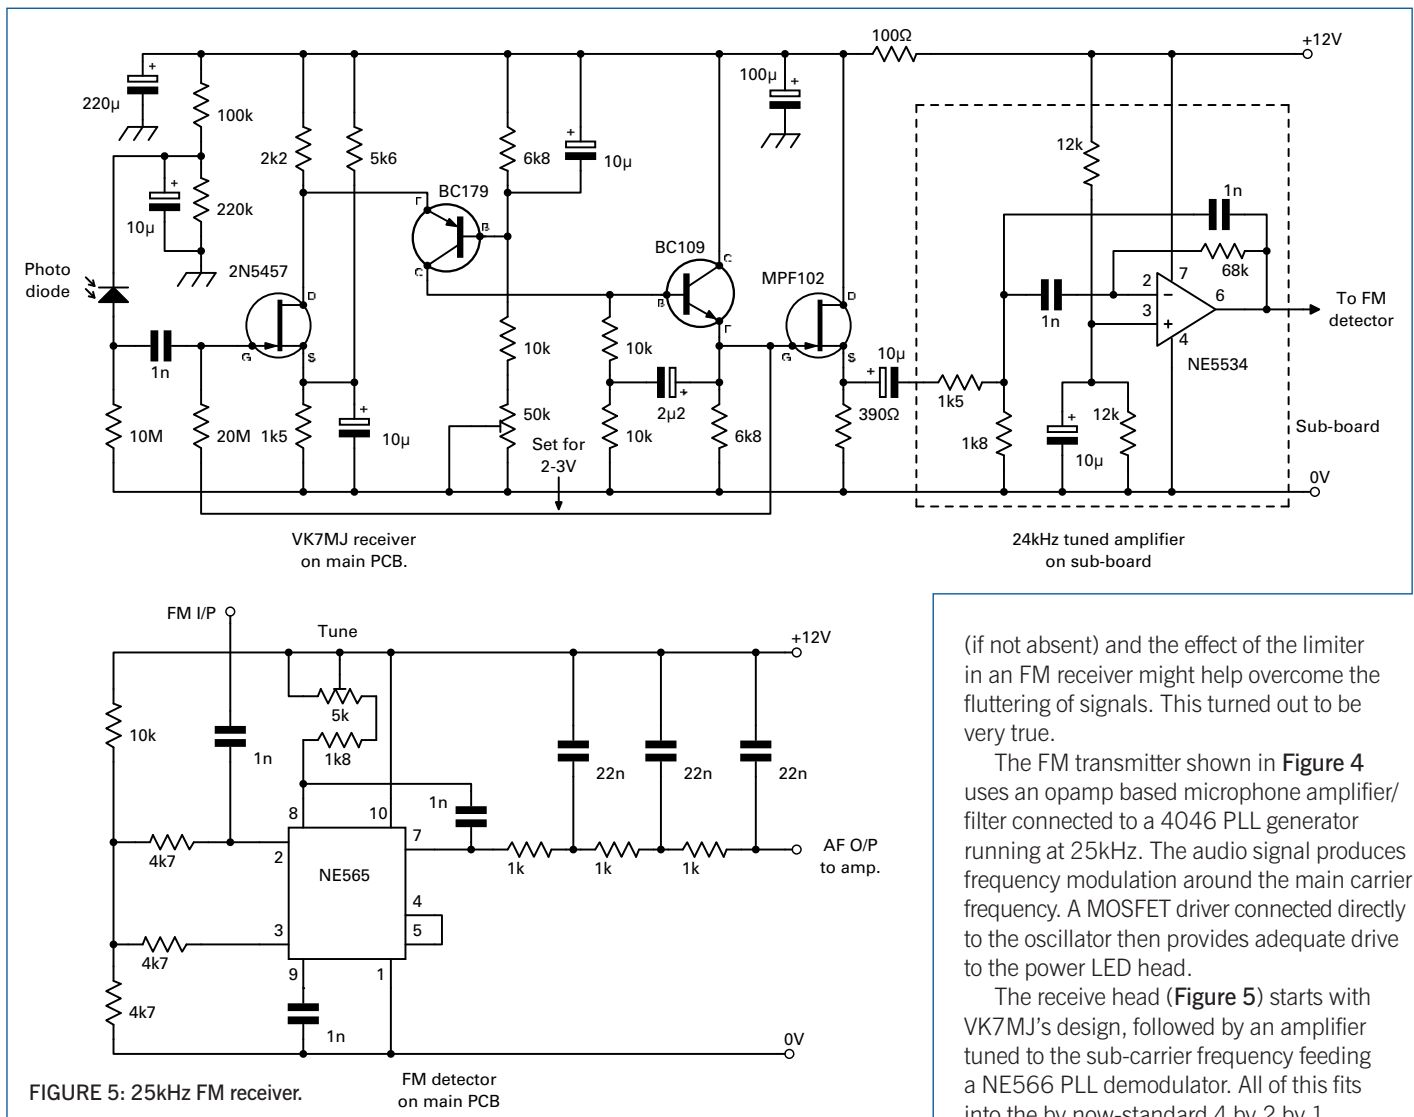 100Ω
+12V
220µ
+
100k
2k2
5k6
6k8
+
10µ
100µ
+
12k
1n
+
10µ
220k
BC179
E
B
C
BC109
C
B
E
68k
Photo
diode
2N5457
D
G
S
MPF102
D
G
S
2
7
−
6
3
+
4
To FM
detector
1n
1n
NE5534
10k
10k
10µ
+
2µ2
+
390Ω
1k5
10M
20M
1k5
+
10µ
50k
Set for
2-3V
10k
6k8
1k8
+
10µ
12k
Sub-board
0V
VK7MJ receiver
on main PCB.
24kHz tuned amplifier
on sub-board
FM I/P
Tune
+12V
10k
1n
5k
1k8
22n
22n
22n
1n
8
10
7
4k7
2
NE565
1k
1k
1k
AF O/P
to amp.
4
3
5
4k7
9
1
4k7
1n
0V
FM detector
on main PCB
FIGURE 5: 25kHz FM receiver.
(if not absent) and the effect of the limiter
in an FM receiver might help overcome the
fluttering of signals. This turned out to be
very true.
The FM transmitter shown in Figure 4
uses an opamp based microphone amplifier/
filter connected to a 4046 PLL generator
running at 25kHz. The audio signal produces
frequency modulation around the main carrier
frequency. A MOSFET driver connected directly
to the oscillator then provides adequate drive
to the power LED head.
The receive head (Figure 5) starts with
VK7MJ's design, followed by an amplifier
tuned to the sub-carrier frequency feeding
a NE566 PLL demodulator. All of this fits
into the by now-standard 4 by 2 by 1